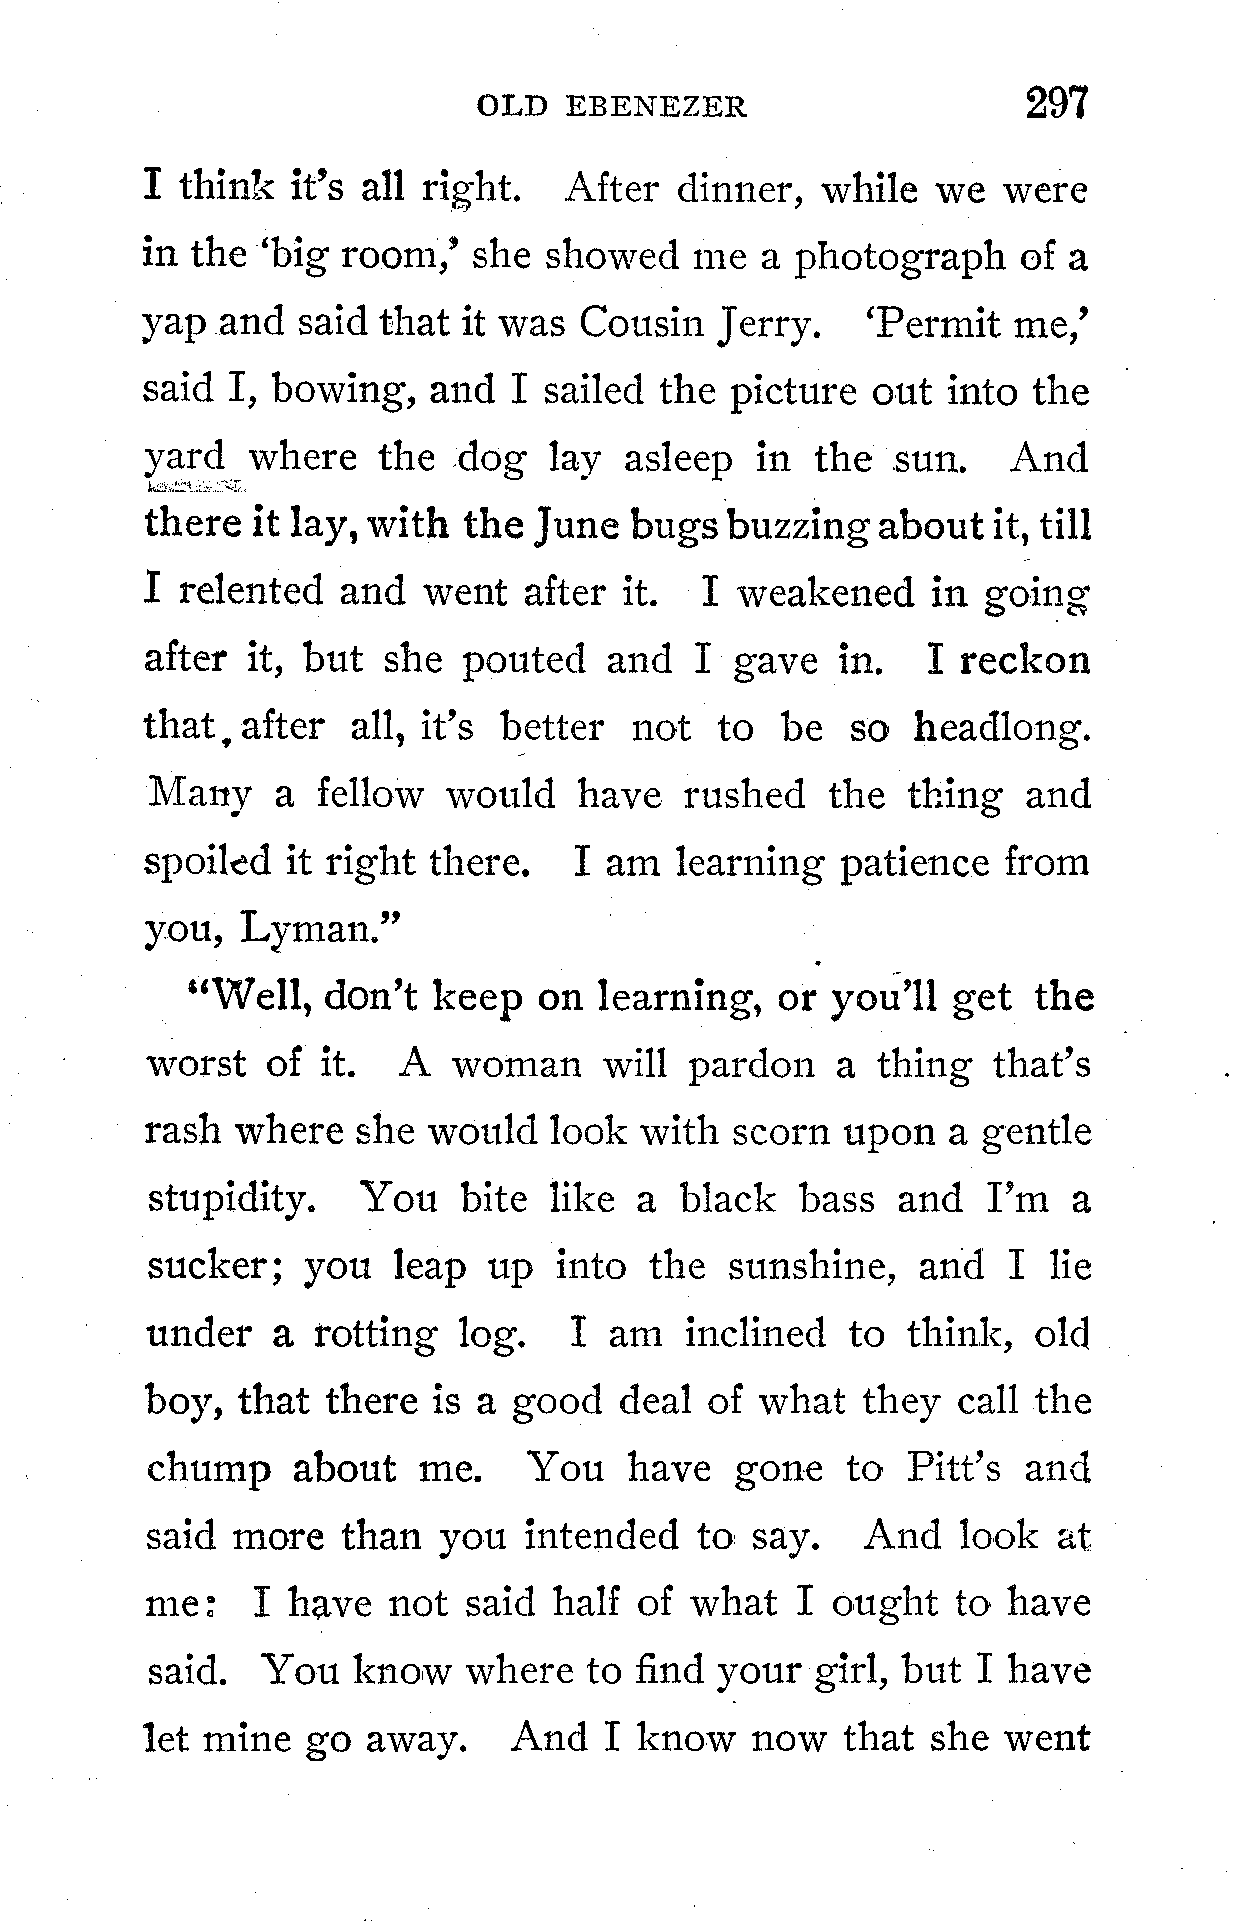 OLD EBENEZER 297
I think it's all right. After dinner, while we were
in the ‘big room,’ she showed me a photograph of a
yap and said that it was Cousin Jerry. ‘Permit me,’
said I, bowing, and I sailed the picture out into the
yard where the dog lay asleep in the sun. And
there it lay, with the June bugs buzzing about it, till
I relented and went after it. I weakened in going
after it, but she pouted and I gave in. I reckon
that, after all, it's better not to be so headlong.
Many a fellow would have rushed the thing and
spoiled it right there. I am learning patience from
you, Lyman.”
“Well, don't keep on learning, or you'll get the
worst of it. A woman will pardon a thing that's
rash where she would look with scorn upon a gentle
stupidity. You bite like a black bass and I'm a
sucker; you leap up into the sunshine, and I lie
under a rotting log. I am inclined to think, old
boy, that there is a good deal of what they call the
chump about me. You have gone to Pitt's and
said more than you intended to say. And look at
me: I have not said half of what I ought to have
said. You know where to find your girl, but I have
let mine go away. And I know now that she went